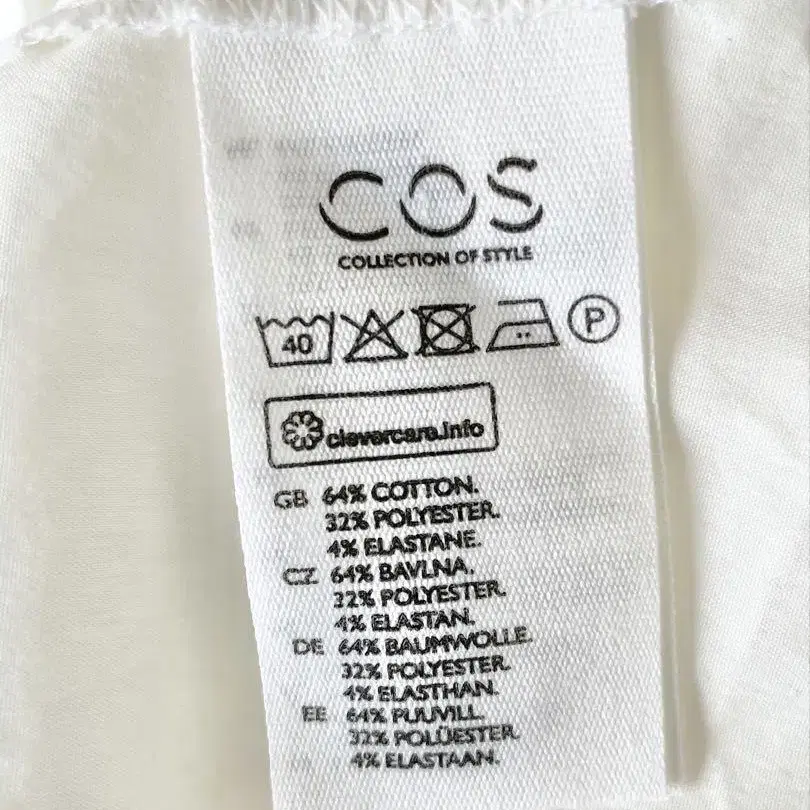 COS
COLLECTION OF STYLE
40 P
clevercare.info
GB 64% COTTON.
32% POLYESTER.
4% ELASTANE.
CZ 64% BAVLNA.
32% POLYESTER.
4% ELASTAN.
DE 64% BAUMWOLLE.
32% POLYESTER.
4% ELASTHAN.
EE 64% PUUVILL.
32% POLÜESTER.
4% ELASTAAN.